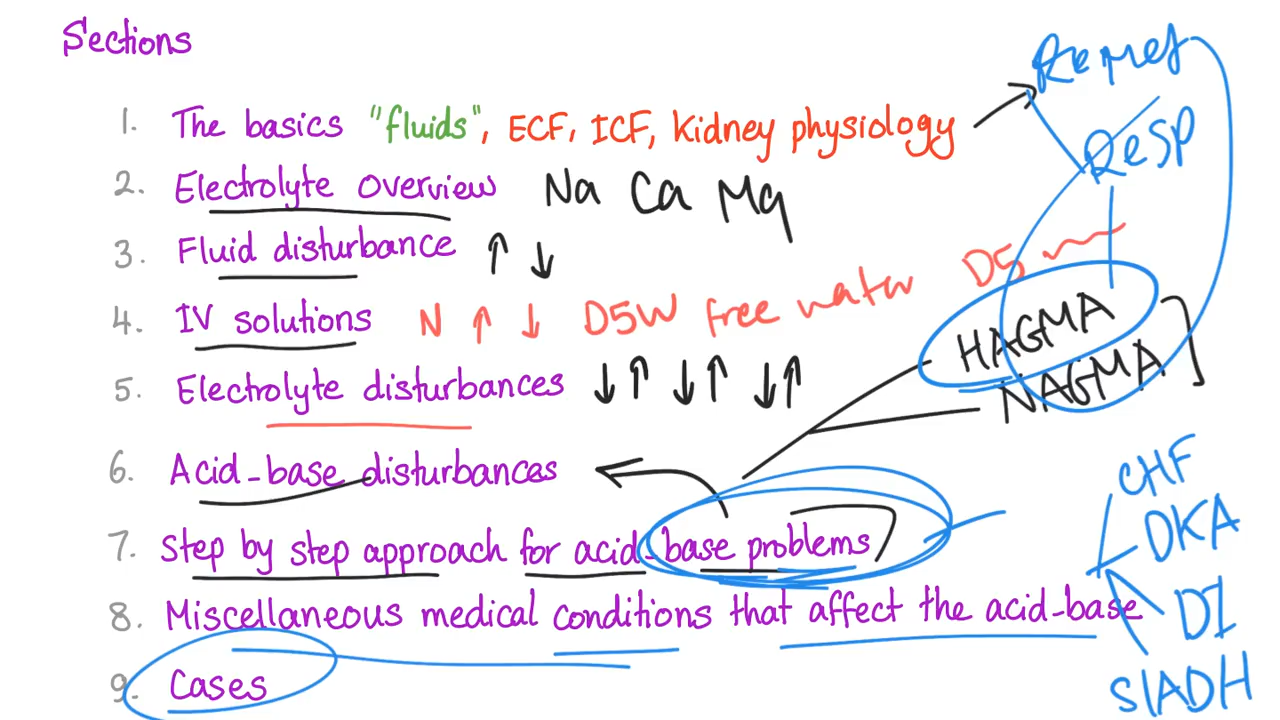 Sections
1. The basics "fluids", ECF, ICF, Kidney physiology
2. Electrolyte overview Na Ca Mg
3. Fluid disturbance ↑ ↓
4. IV solutions N ↑ ↓ D5W free water D5
5. Electrolyte disturbances ↓↑ ↓↑ ↓↑
6. Acid-base disturbances
7. Step by step approach for acid-base problems
8. Miscellaneous medical conditions that affect the acid-base
9. Cases
RESP
HAGMA
NAGMA
CHF
DKA
DI
SIADH